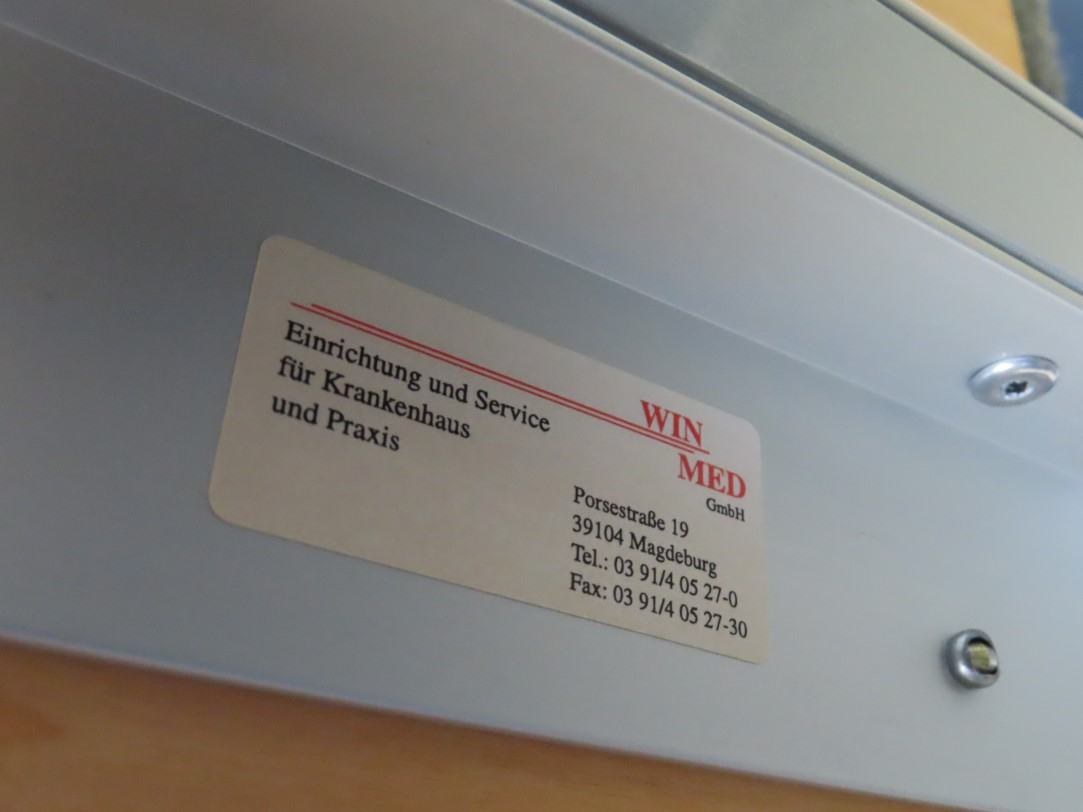 Einrichtung und Service
für Krankenhaus
und Praxis
WIN
MED
GmbH
Porsestraße 19
39104 Magdeburg
Tel.: 03 91/4 05 27-0
Fax: 03 91/4 05 27-30